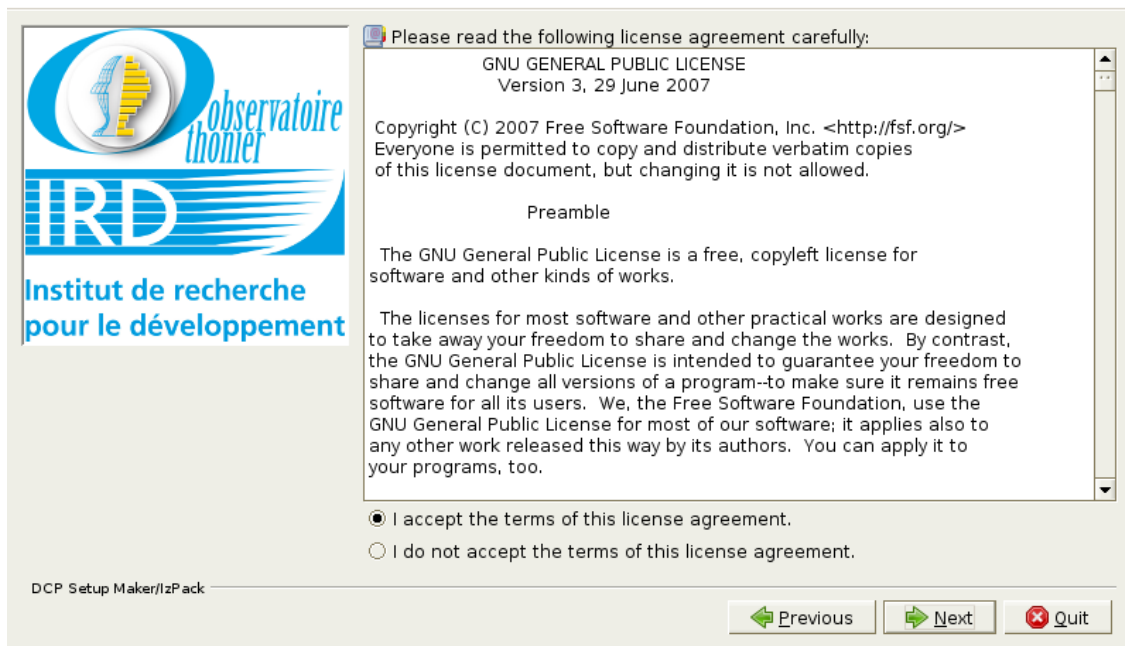 observatoire
thonier
IRD
Institut de recherche
pour le développement
Please read the following license agreement carefully:
GNU GENERAL PUBLIC LICENSE
Version 3, 29 June 2007
Copyright (C) 2007 Free Software Foundation, Inc. <http://fsf.org/>
Everyone is permitted to copy and distribute verbatim copies
of this license document, but changing it is not allowed.
Preamble
The GNU General Public License is a free, copyleft license for
software and other kinds of works.
The licenses for most software and other practical works are designed
to take away your freedom to share and change the works.  By contrast,
the GNU General Public License is intended to guarantee your freedom to
share and change all versions of a program--to make sure it remains free
software for all its users.  We, the Free Software Foundation, use the
GNU General Public License for most of our software; it applies also to
any other work released this way by its authors.  You can apply it to
your programs, too.
I accept the terms of this license agreement.
I do not accept the terms of this license agreement.
DCP Setup Maker/IzPack
Previous
Next
Quit